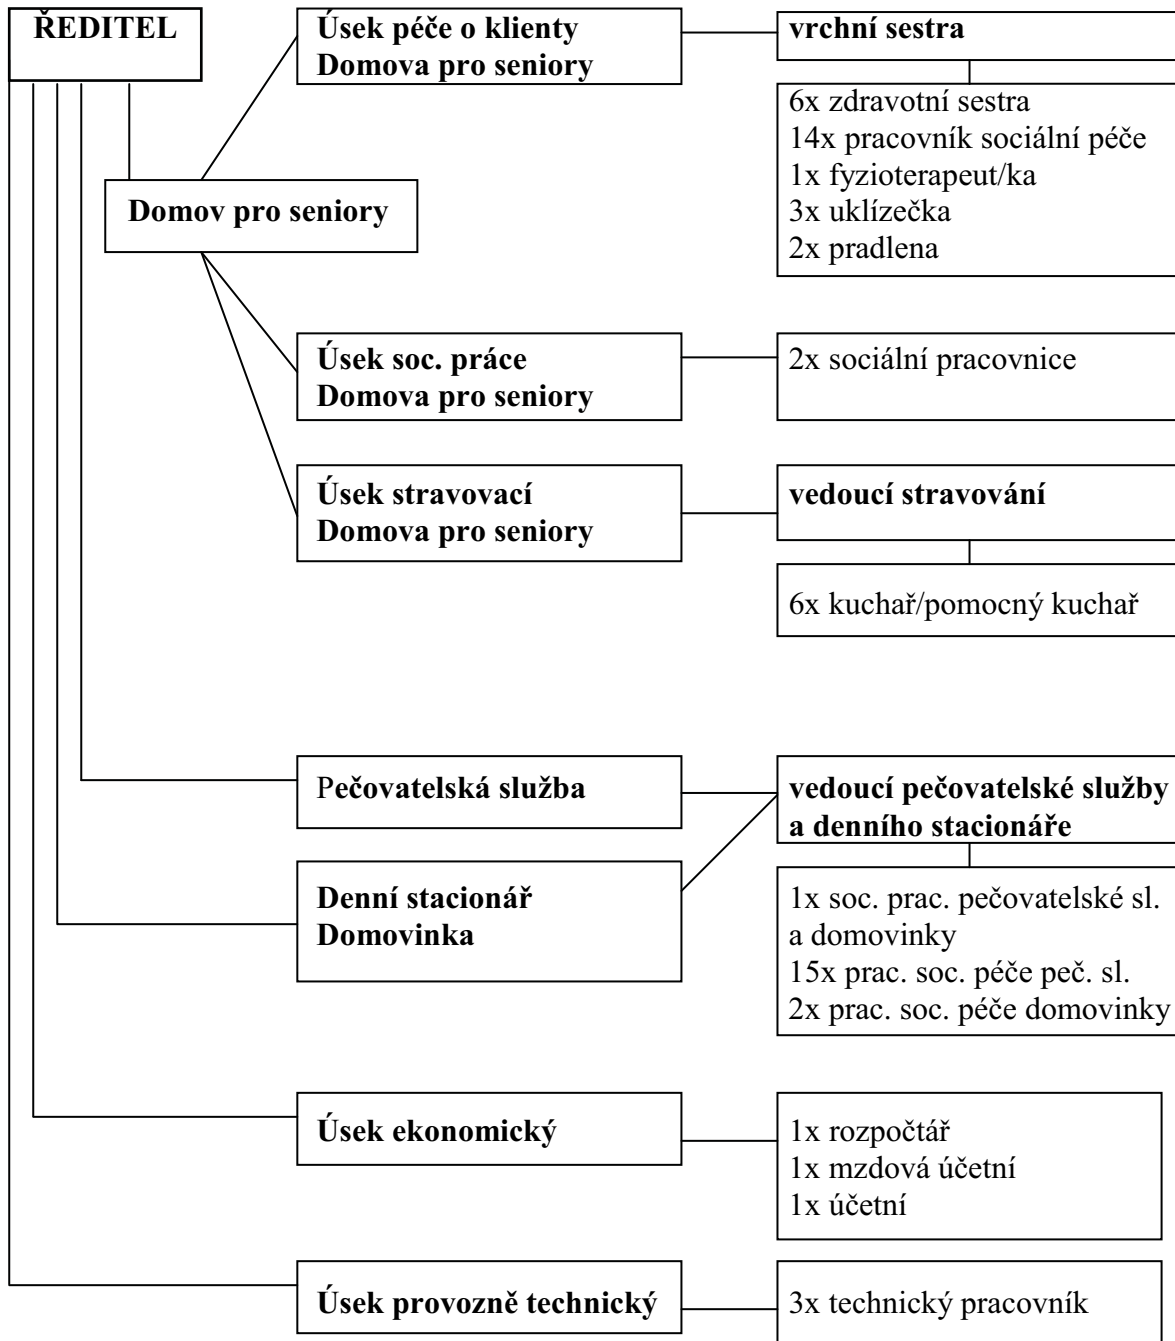 ŘEDITEL
Úsek péče o klienty
Domova pro seniory
vrchní sestra
6x zdravotní sestra
14x pracovník sociální péče
1x fyzioterapeut/ka
3x uklízečka
2x pradlena
Domov pro seniory
Úsek soc. práce
Domova pro seniory
2x sociální pracovnice
Úsek stravovací
Domova pro seniory
vedoucí stravování
6x kuchař/pomocný kuchař
Pečovatelská služba
vedoucí pečovatelské služby
a denního stacionáře
Denní stacionář
Domovinka
1x soc. prac. pečovatelské sl.
a domovinky
15x prac. soc. péče peč. sl.
2x prac. soc. péče domovinky
Úsek ekonomický
1x rozpočtář
1x mzdová účetní
1x účetní
Úsek provozně technický
3x technický pracovník